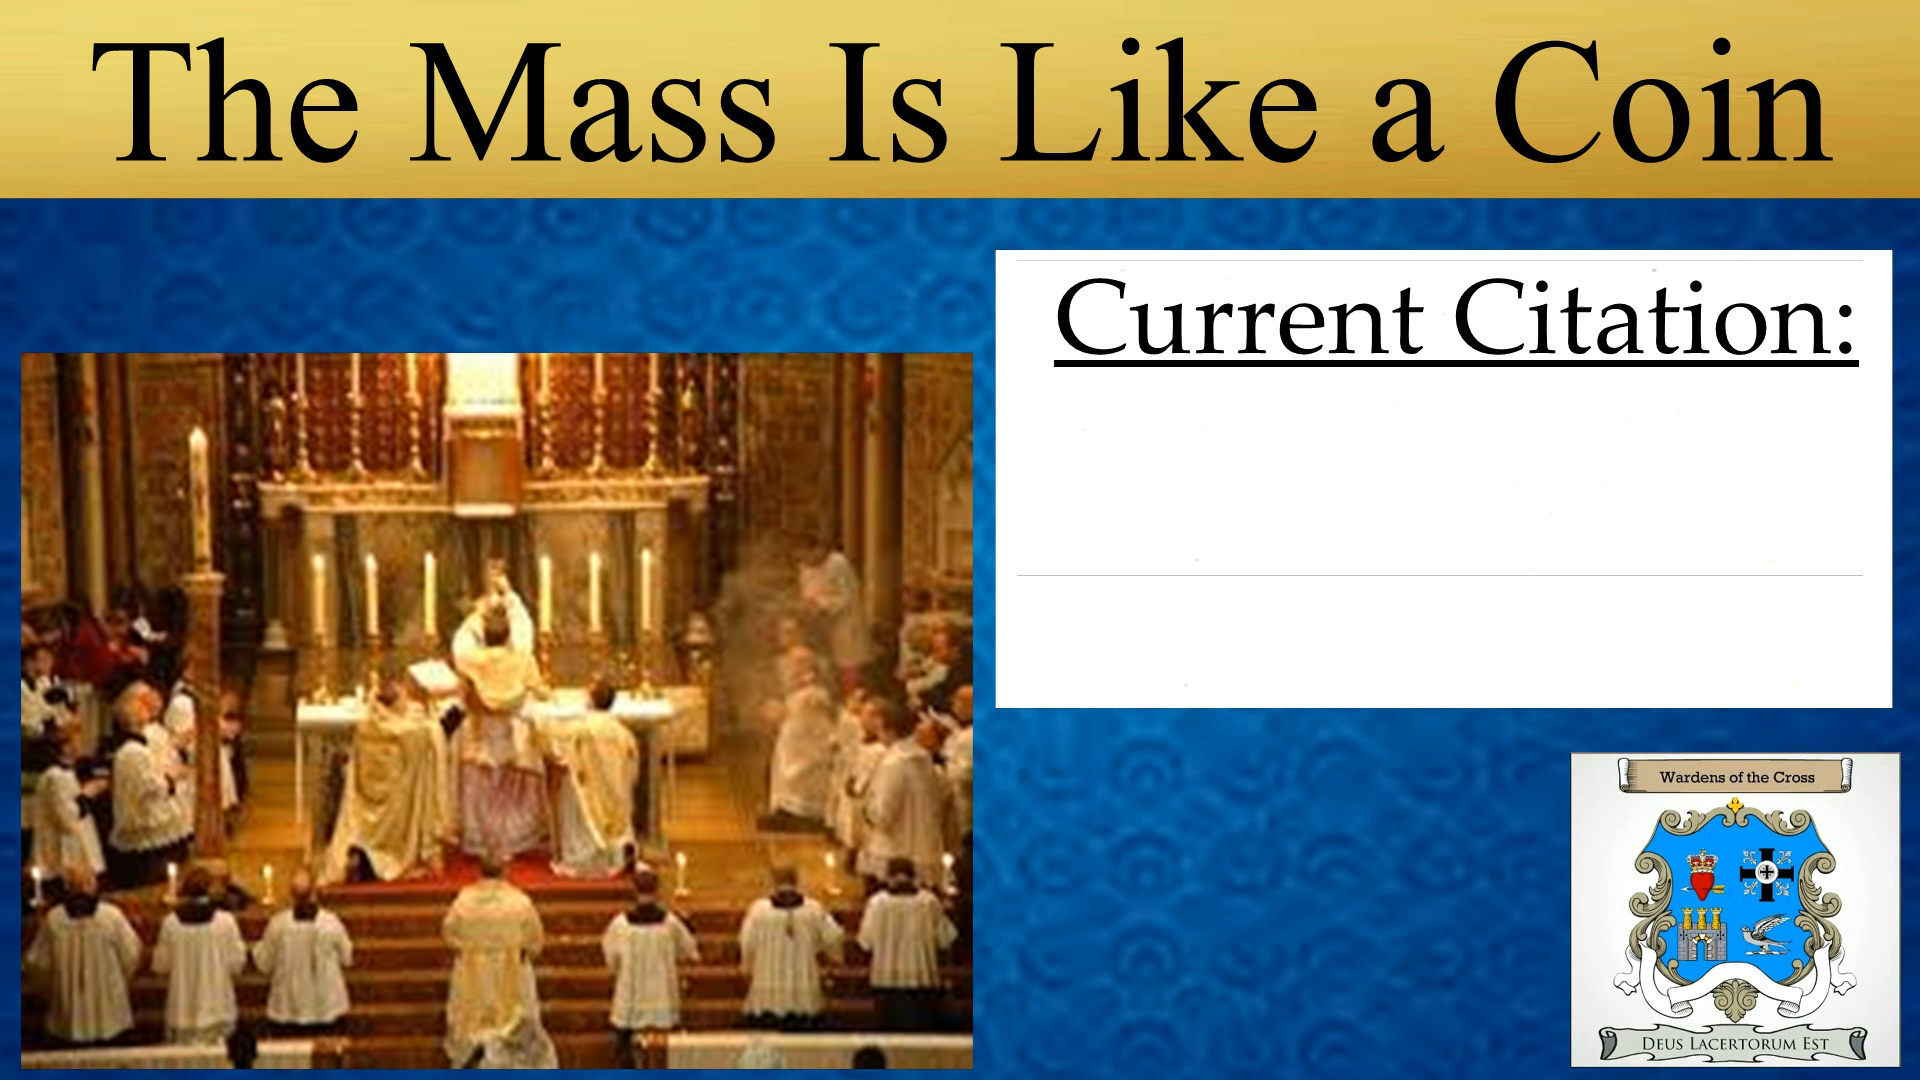 The Mass Is Like a Coin
Current Citation:
Wardens of the Cross
Deus Lacertorum Est